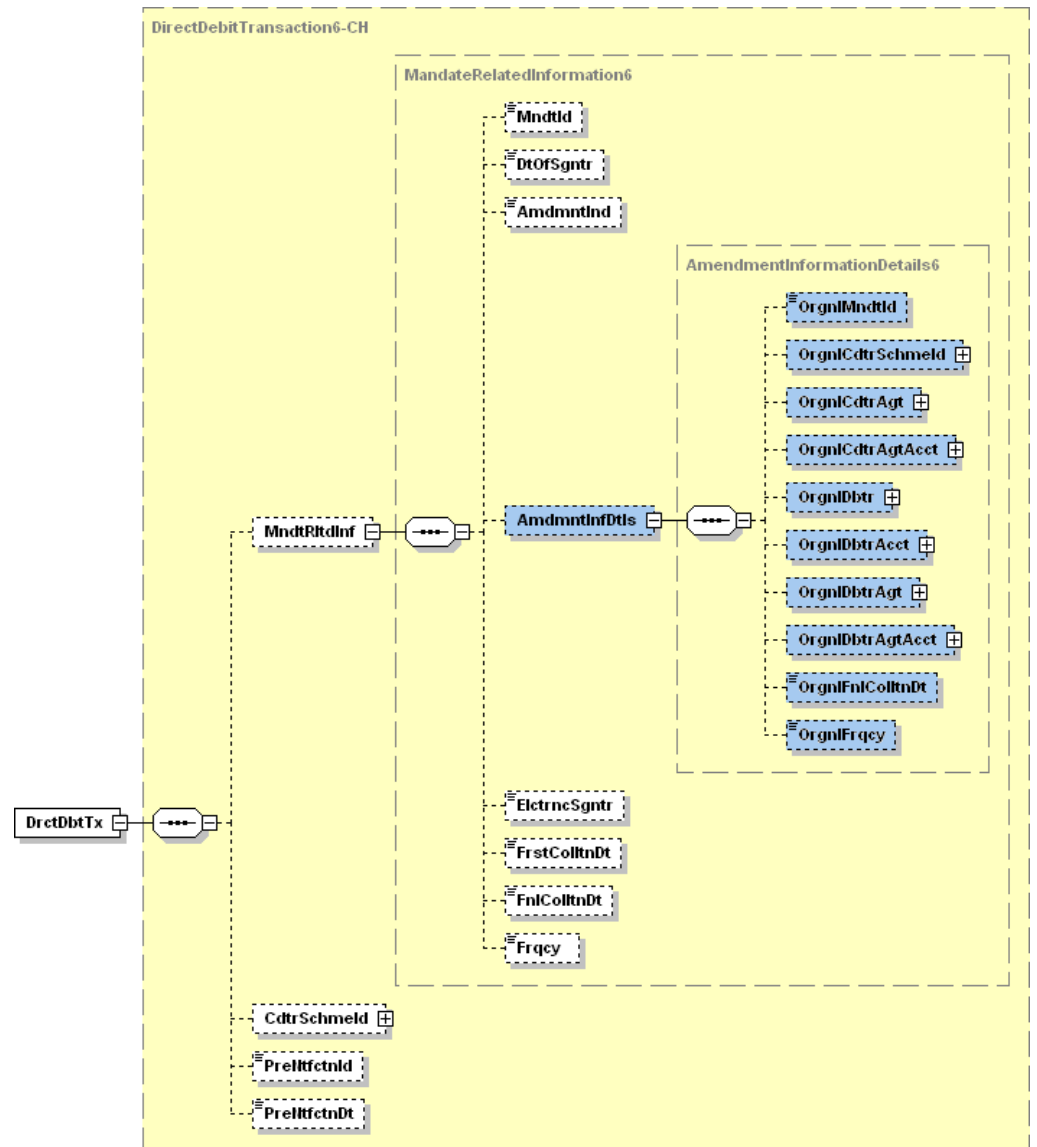 DirectDebitTransaction6-CH
MandateRelatedInformation6
MndtId
DtOfSgntr
AmdmntInd
AmendmentInformationDetails6
OrgnlMndtId
OrgnlCdtrSchmeId
OrgnlCdtrAgt
OrgnlCdtrAgtAcct
OrgnlDbtr
AmdmntInfDtls
MndtRltdInf
OrgnlDbtrAcct
OrgnlDbtrAgt
OrgnlDbtrAgtAcct
OrgnlFnlColltnDt
OrgnlFrqcy
ElctrncSgntr
DrctDbtTx
FrstColltnDt
FnlColltnDt
Frqcy
CdtrSchmeId
PreNtfctnId
PreNtfctnDt